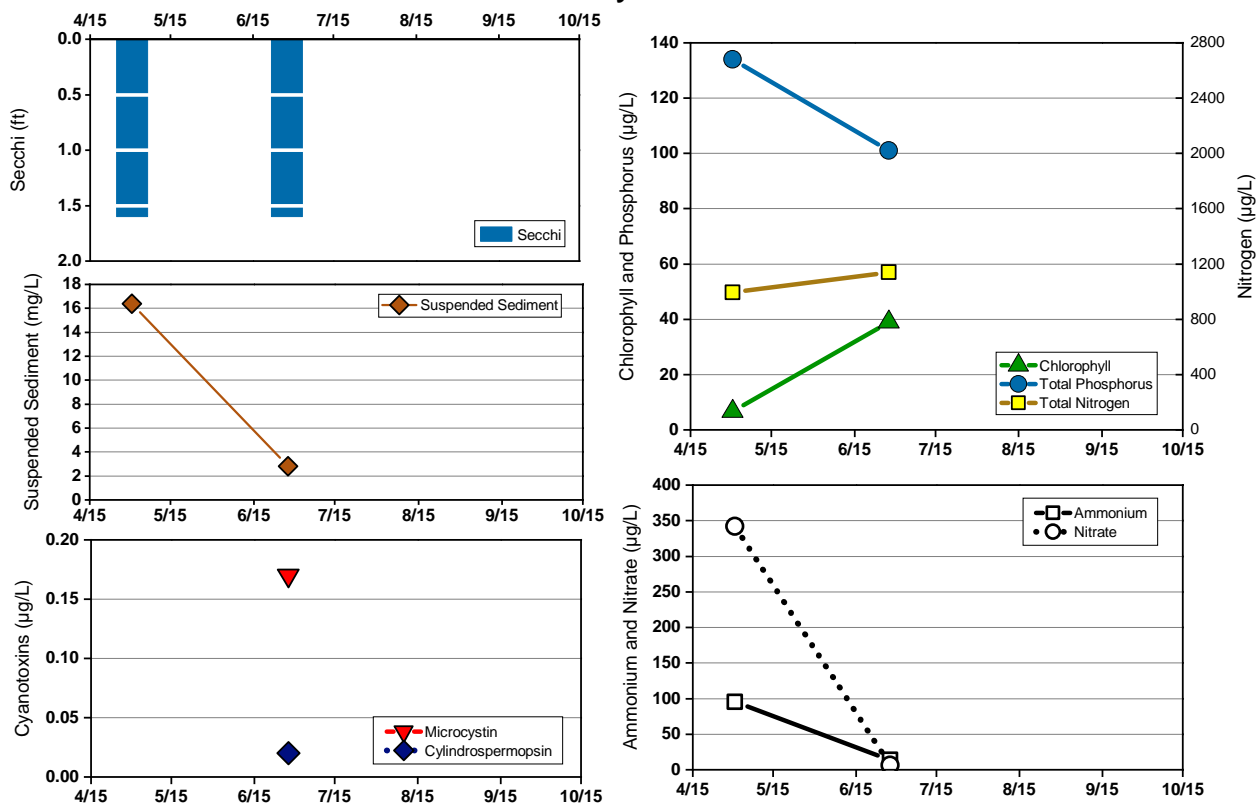 4/15 5/15 6/15 7/15 8/15 9/15 10/15
0.0
0.5
1.0
1.5
2.0
Secchi (ft)
Secchi
18
16
14
12
10
8
6
4
2
0
Suspended Sediment (mg/L)
Suspended Sediment
4/15 5/15 6/15 7/15 8/15 9/15 10/15
0.20
0.15
0.10
0.05
0.00
Cyanotoxins (µg/L)
Microcystin
Cylindrospermopsin
4/15 5/15 6/15 7/15 8/15 9/15 10/15
140
120
100
80
60
40
20
0
Chlorophyll and Phosphorus (µg/L)
2800
2400
2000
1600
1200
800
400
0
Nitrogen (µg/L)
Chlorophyll
Total Phosphorus
Total Nitrogen
4/15 5/15 6/15 7/15 8/15 9/15 10/15
400
350
300
250
200
150
100
50
0
Ammonium and Nitrate (µg/L)
Ammonium
Nitrate
4/15 5/15 6/15 7/15 8/15 9/15 10/15